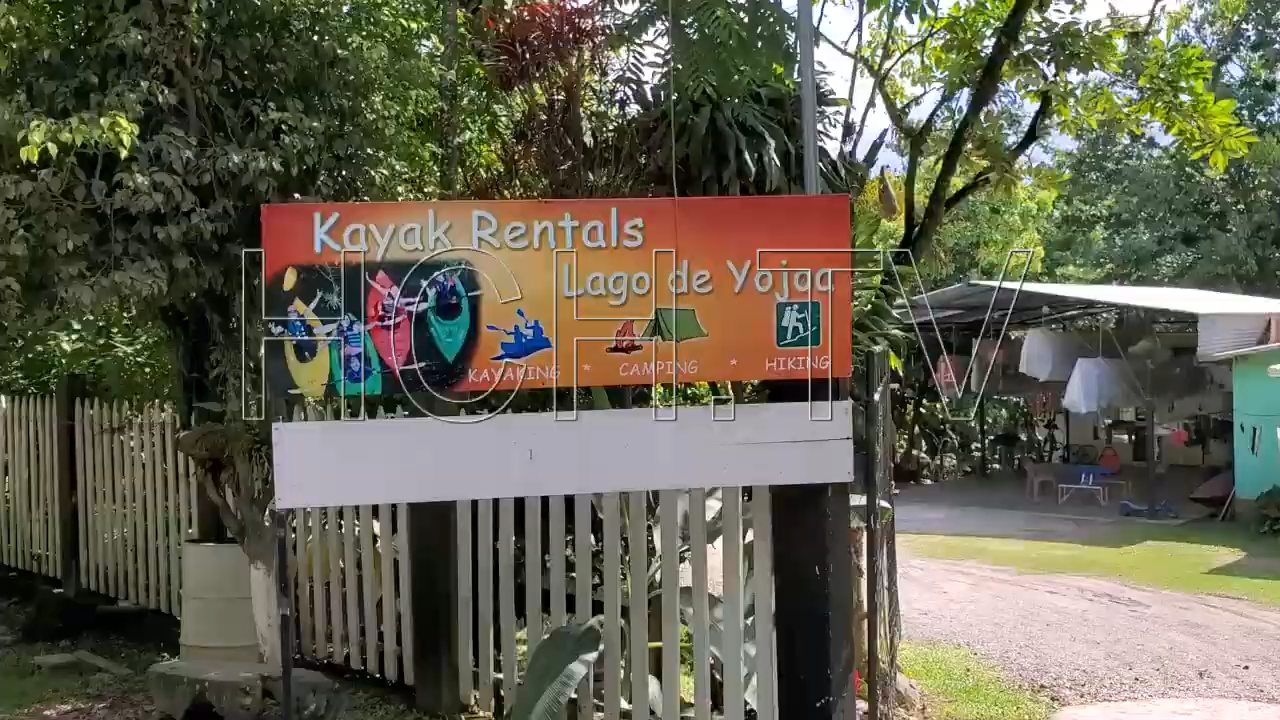 Kayak Rentals
Lago de Yojoa
KAYAKING * CAMPING * HIKING
HCH.TV